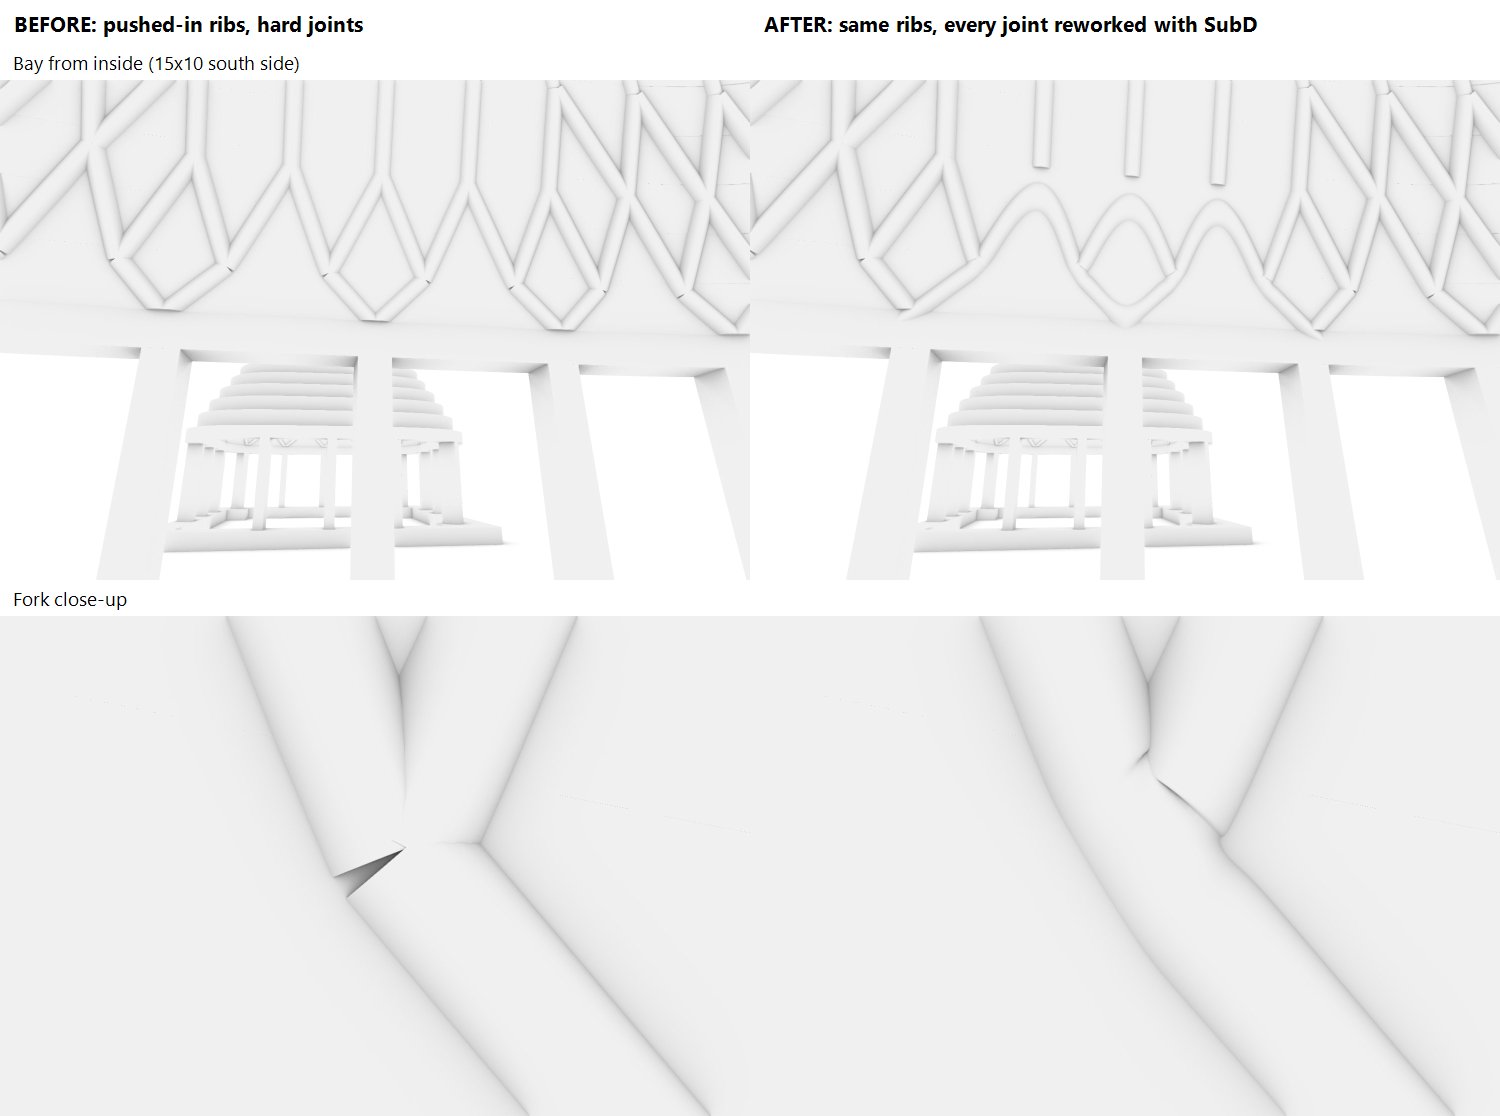 BEFORE: pushed-in ribs, hard joints
AFTER: same ribs, every joint reworked with SubD
Bay from inside (15x10 south side)
Fork close-up